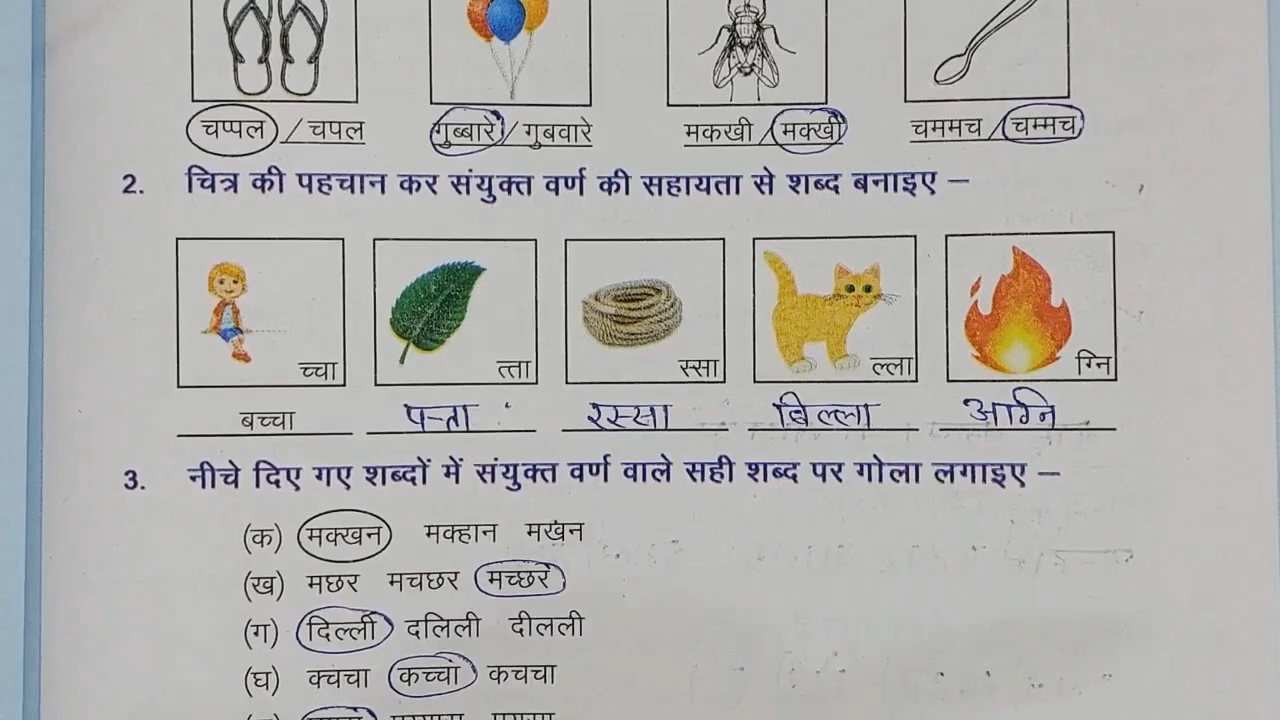 चप्पल / चपल गुब्बारे / गुबवारे मकखी / मक्खी चममच / चम्मच
2. चित्र की पहचान कर संयुक्त वर्ण की सहायता से शब्द बनाइए –
च्चा त्ता स्सा ल्ला ग्नि
बच्चा पत्ता रस्सा बिल्ला अग्नि
3. नीचे दिए गए शब्दों में संयुक्त वर्ण वाले सही शब्द पर गोला लगाइए –
(क) मक्खन मक्हान मखन
(ख) मछर मचछर मच्छर
(ग) दिल्ली दलिली दीलली
(घ) क्चचा कच्चा कचचा